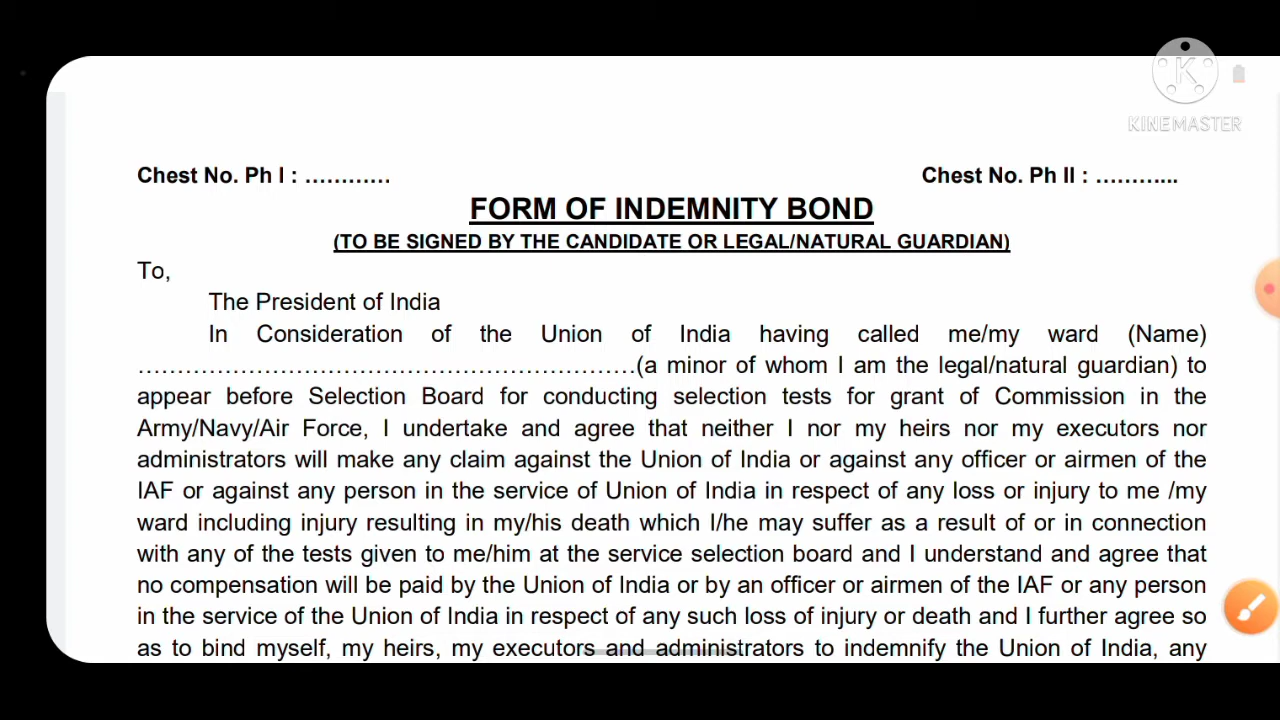 KINEMASTER
Chest No. Ph I : ………… Chest No. Ph II : ………...
FORM OF INDEMNITY BOND
(TO BE SIGNED BY THE CANDIDATE OR LEGAL/NATURAL GUARDIAN)
To,
The President of India
In Consideration of the Union of India having called me/my ward (Name)
………………………………………………………(a minor of whom I am the legal/natural guardian) to
appear before Selection Board for conducting selection tests for grant of Commission in the
Army/Navy/Air Force, I undertake and agree that neither I nor my heirs nor my executors nor
administrators will make any claim against the Union of India or against any officer or airmen of the
IAF or against any person in the service of Union of India in respect of any loss or injury to me /my
ward including injury resulting in my/his death which I/he may suffer as a result of or in connection
with any of the tests given to me/him at the service selection board and I understand and agree that
no compensation will be paid by the Union of India or by an officer or airmen of the IAF or any person
in the service of the Union of India in respect of any such loss of injury or death and I further agree so
as to bind myself, my heirs, my executors and administrators to indemnify the Union of India, any